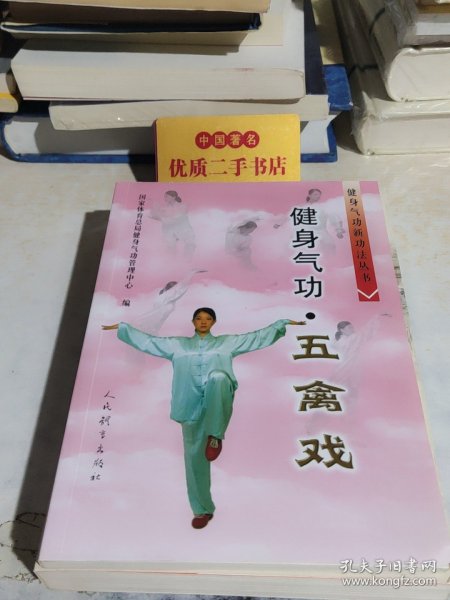 中国著名
优质二手书店
健身气功新功法丛书
健身气功·五禽戏
国家体育总局健身气功管理中心 编
人民体育出版社
孔夫子旧书网
www.kongfz.com